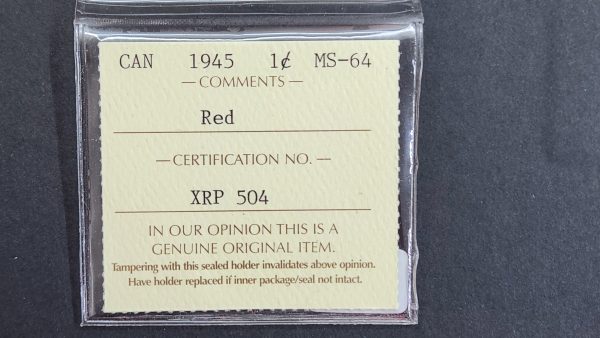 CAN 1945 1¢ MS-64
— COMMENTS —
Red
— CERTIFICATION NO. —
XRP 504
IN OUR OPINION THIS IS A
GENUINE ORIGINAL ITEM.
Tampering with this sealed holder invalidates above opinion.
Have holder replaced if inner package/seal not intact.